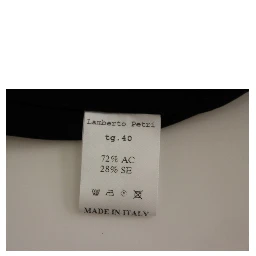 Lamberto Petri
tg.40
72% AC
28% SE
MADE IN ITALY